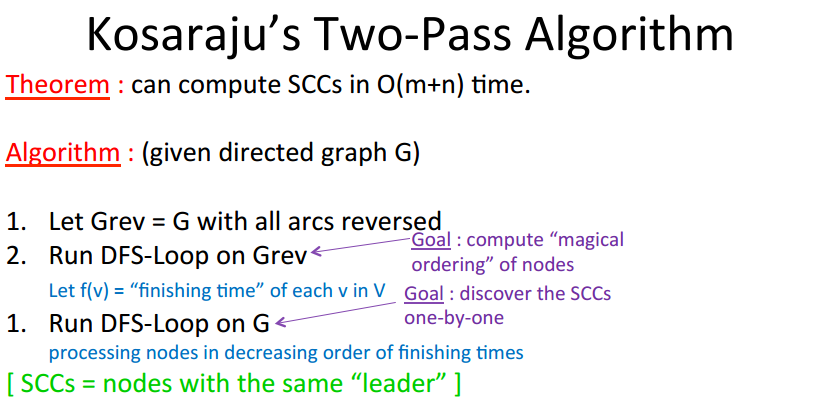 Kosaraju's Two-Pass Algorithm
Theorem : can compute SCCs in O(m+n) time.
Algorithm : (given directed graph G)
1. Let Grev = G with all arcs reversed
2. Run DFS-Loop on Grev
Goal : compute “magical
ordering” of nodes
Let f(v) = “finishing time” of each v in V
1. Run DFS-Loop on G
Goal : discover the SCCs
one-by-one
processing nodes in decreasing order of finishing times
[ SCCs = nodes with the same “leader” ]